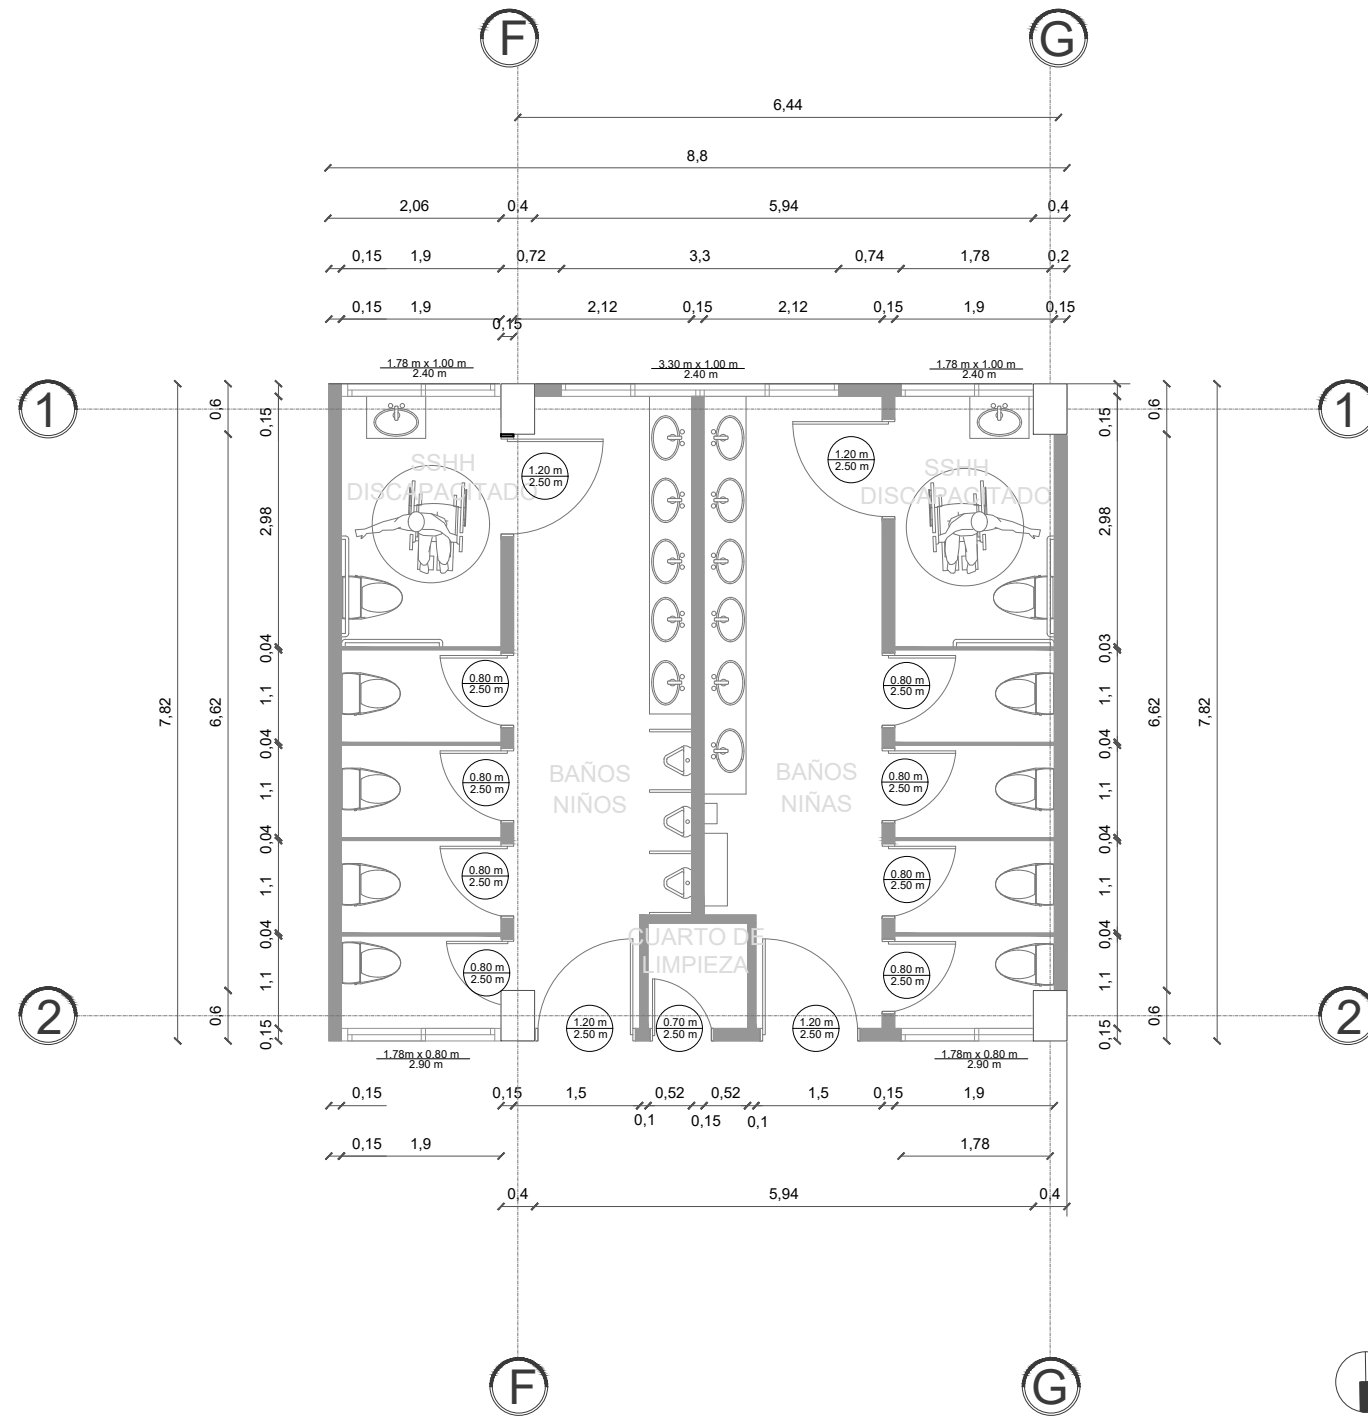 F G
6,44
8,8
2,06 0,4 5,94 0,4
0,15 1,9 0,72 3,3 0,74 1,78 0,2
0,15 1,9 2,12 0,15 2,12 0,15 1,9 0,15
0,15
1.78 m x 1.00 m 3.30 m x 1.00 m 1.78 m x 1.00 m
2.40 m 2.40 m 2.40 m
1 1
0,6 0,15 0,15 0,6
SSHH
DISCAPACITADO
1.20 m
2.50 m
1.20 m
2.50 m
SSHH
DISCAPACITADO
2,98 2,98
0,04 0,03
7,82 6,62 1,1 1,1 6,62 7,82
0.80 m
2.50 m
0.80 m
2.50 m
0,04 0,04
BAÑOS
NIÑOS
BAÑOS
NIÑAS
1,1 1,1
0.80 m
2.50 m
0.80 m
2.50 m
0,04 0,04
1,1 1,1
0.80 m
2.50 m
0.80 m
2.50 m
0,04 0,04
CUARTO DE
LIMPIEZA
1,1 1,1
0.80 m
2.50 m
0.80 m
2.50 m
2 2
0,6 0,15 0,15 0,6
1.20 m
2.50 m
0.70 m
2.50 m
1.20 m
2.50 m
1.78m x 0.80 m 1.78m x 0.80 m
2.90 m 2.90 m
0,15 0,15 1,5 0,52 0,52 1,5 0,15 1,9
0,1 0,15 0,1
0,15 1,9 1,78
0,4 5,94 0,4
F G